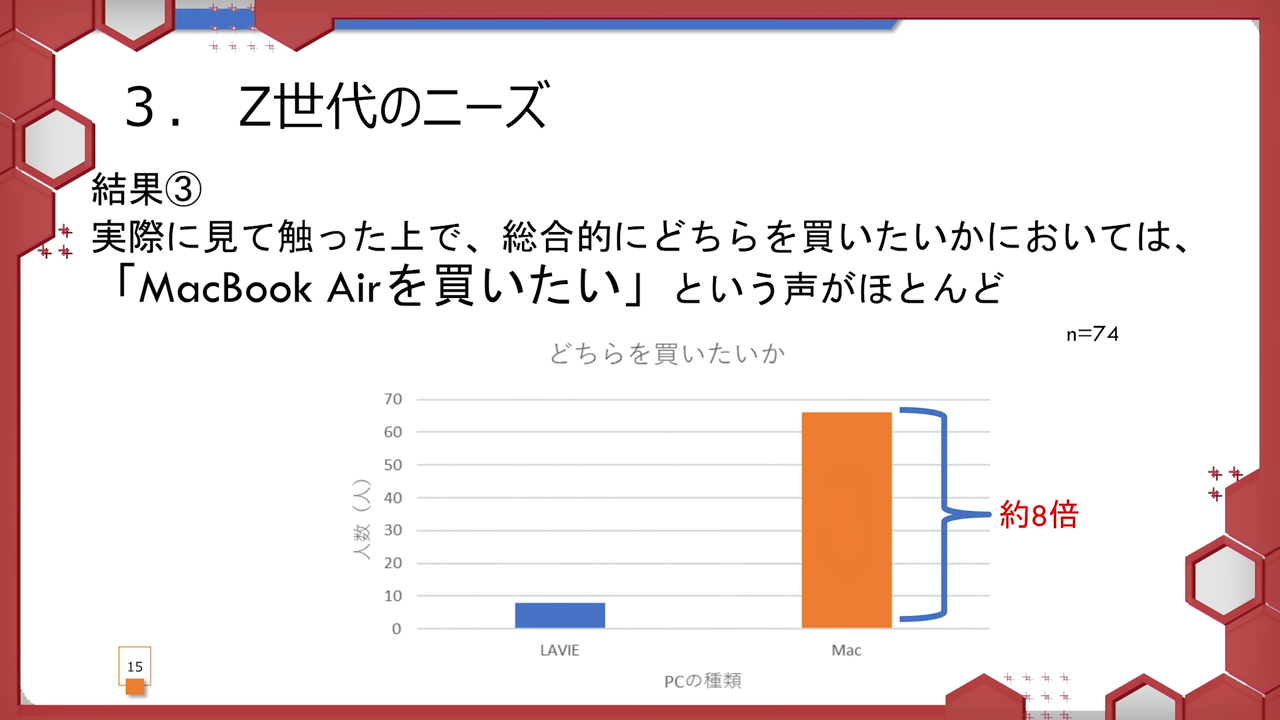 ３． Z世代のニーズ
結果③
実際に見て触った上で、総合的にどちらを買いたいかにおいては、
「MacBook Airを買いたい」という声がほとんど
n=74
どちらを買いたいか
70
60
50
40
30
20
10
0
人数（人）
約8倍
LAVIE
Mac
PCの種類
15